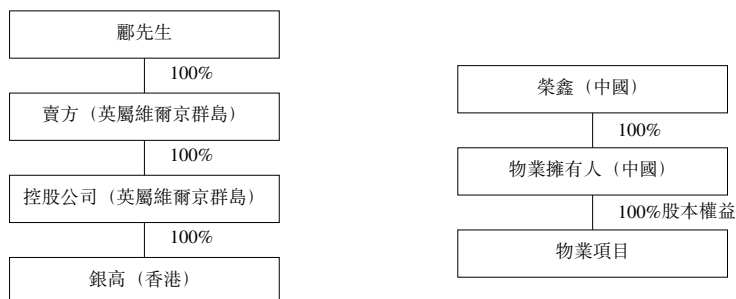 酈先生
100%
賣方（英屬維爾京群島）
100%
控股公司（英屬維爾京群島）
100%
銀高（香港）
榮鑫（中國）
100%
物業擁有人（中國）
100%股本權益
物業項目